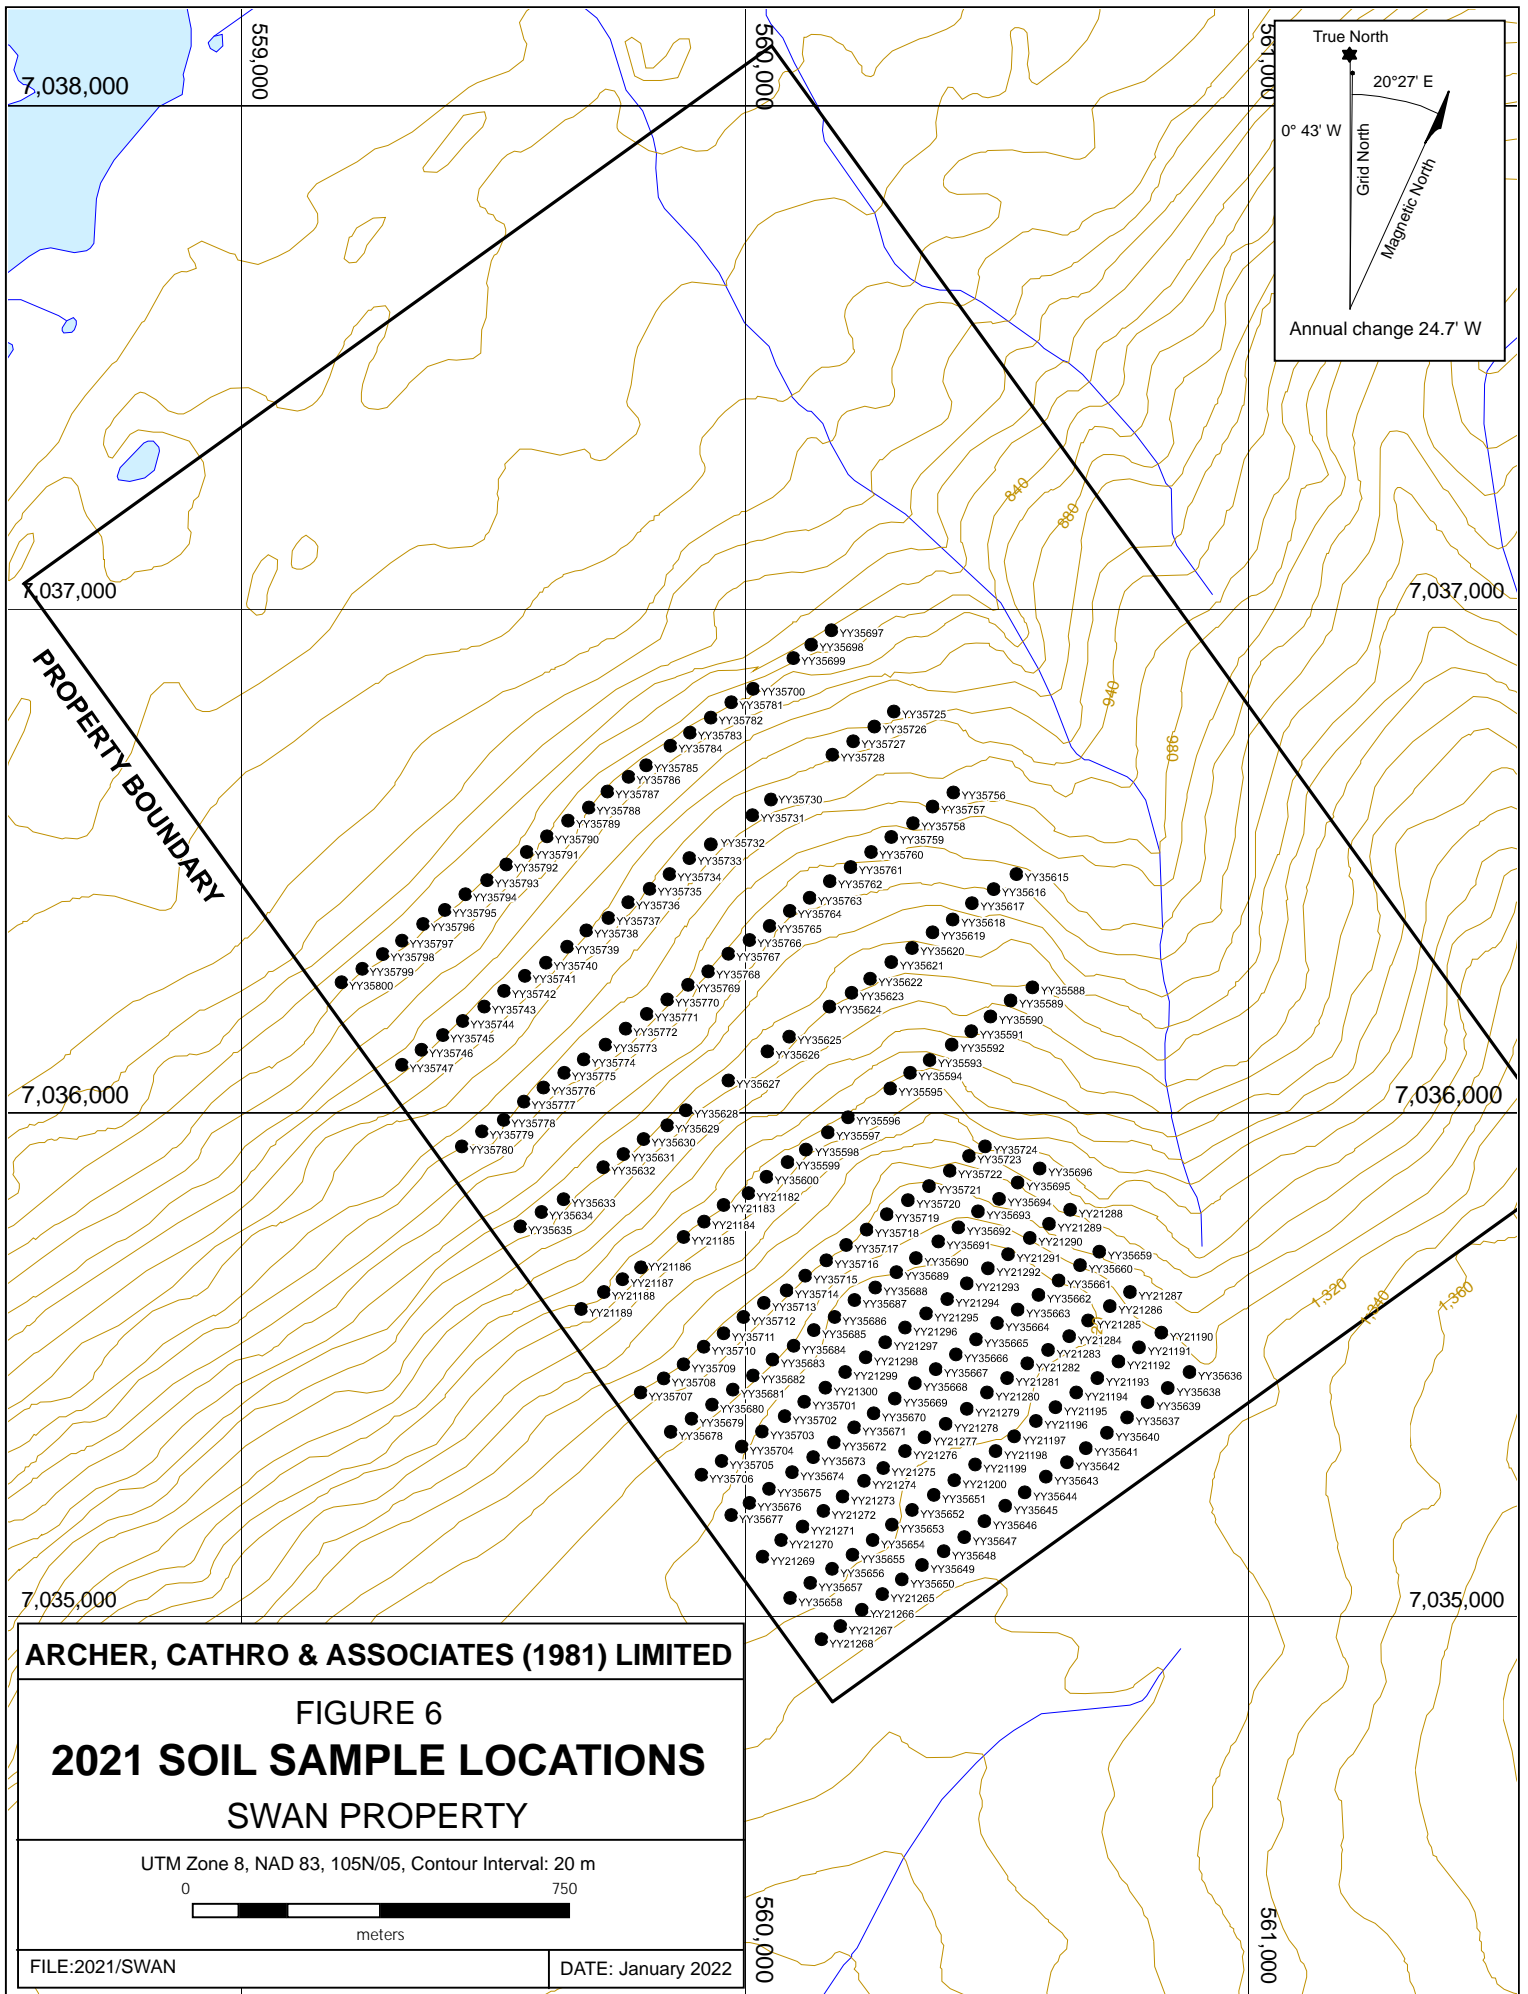 559,000
560,000
561,000
7,038,000
True North
20°27' E
0° 43' W
Grid North
Magnetic North
Annual change 24.7' W
840
880
7,037,000
7,037,000
PROPERTY BOUNDARY
940
980
YY35697
YY35698
YY35699
YY35700
YY35781
YY35782
YY35783
YY35784
YY35785
YY35786
YY35787
YY35788
YY35789
YY35790
YY35791
YY35792
YY35793
YY35794
YY35795
YY35796
YY35797
YY35798
YY35799
YY35800
YY35725
YY35726
YY35727
YY35728
YY35730
YY35731
YY35732
YY35733
YY35734
YY35735
YY35736
YY35737
YY35738
YY35739
YY35740
YY35741
YY35742
YY35743
YY35744
YY35745
YY35746
YY35747
YY35756
YY35757
YY35758
YY35759
YY35760
YY35761
YY35762
YY35763
YY35764
YY35765
YY35766
YY35767
YY35768
YY35769
YY35770
YY35771
YY35772
YY35773
YY35774
YY35775
YY35776
YY35777
YY35778
YY35779
YY35780
YY35615
YY35616
YY35617
YY35618
YY35619
YY35620
YY35621
YY35622
YY35623
YY35624
YY35625
YY35626
YY35627
YY35628
YY35629
YY35630
YY35631
YY35632
YY35633
YY35634
YY35635
YY35588
YY35589
YY35590
YY35591
YY35592
YY35593
YY35594
YY35595
YY35596
YY35597
YY35598
YY35599
YY35600
YY21182
YY21183
YY21184
YY21185
YY21186
YY21187
YY21188
YY21189
7,036,000
7,036,000
YY35724
YY35723
YY35722
YY35721
YY35720
YY35719
YY35718
YY35717
YY35716
YY35715
YY35714
YY35713
YY35712
YY35711
YY35710
YY35709
YY35708
YY35707
YY35696
YY35695
YY35694
YY35693
YY35692
YY35691
YY35690
YY35689
YY35688
YY35687
YY35686
YY35685
YY35684
YY35683
YY35682
YY35681
YY35680
YY35679
YY35678
YY21288
YY21289
YY21290
YY21291
YY21292
YY21293
YY21294
YY21295
YY21296
YY21297
YY21298
YY21299
YY21300
YY35701
YY35702
YY35703
YY35704
YY35705
YY35706
YY35659
YY35660
YY35661
YY35662
YY35663
YY35664
YY35665
YY35666
YY35667
YY35668
YY35669
YY35670
YY35671
YY35672
YY35673
YY35674
YY35675
YY35676
YY35677
YY21287
YY21286
YY21285
YY21284
YY21283
YY21282
YY21281
YY21280
YY21279
YY21278
YY21277
YY21276
YY21275
YY21274
YY21273
YY21272
YY21271
YY21270
YY21269
YY21190
YY21191
YY21192
YY21193
YY21194
YY21195
YY21196
YY21197
YY21198
YY21199
YY21200
YY35651
YY35652
YY35653
YY35654
YY35655
YY35656
YY35657
YY35658
YY35636
YY35638
YY35639
YY35637
YY35640
YY35641
YY35642
YY35643
YY35644
YY35645
YY35646
YY35647
YY35648
YY35649
YY35650
YY21265
YY21266
YY21267
YY21268
1,320
1,340
1,360
7,035,000
7,035,000
ARCHER, CATHRO & ASSOCIATES (1981) LIMITED
FIGURE 6
2021 SOIL SAMPLE LOCATIONS
SWAN PROPERTY
UTM Zone 8, NAD 83, 105N/05, Contour Interval: 20 m
0 750
meters
FILE:2021/SWAN
DATE: January 2022
560,000
561,000